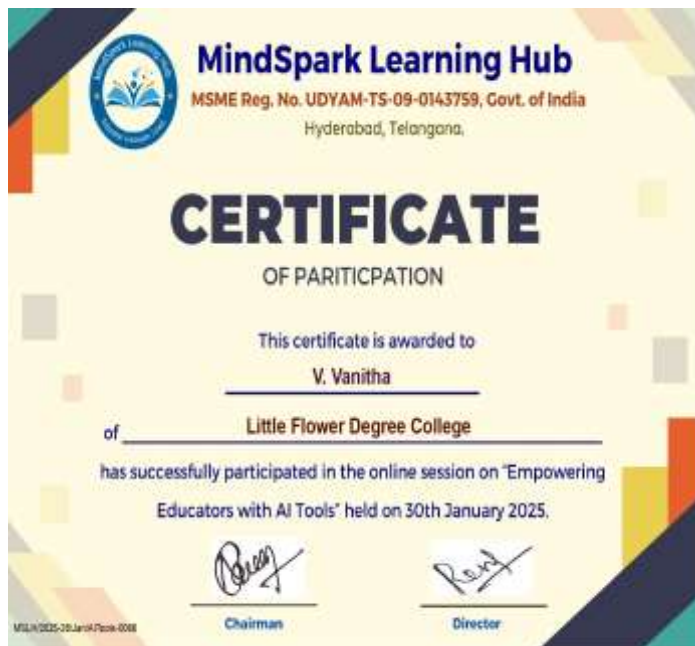 MindSpark Learning Hub
MSME Reg. No. UDYAM-TS-09-0143759, Govt. of India
Hyderabad, Telangana.
CERTIFICATE
OF PARITICPATION
This certificate is awarded to
V. Vanitha
of Little Flower Degree College
has successfully participated in the online session on "Empowering
Educators with AI Tools" held on 30th January 2025.
Chairman Director